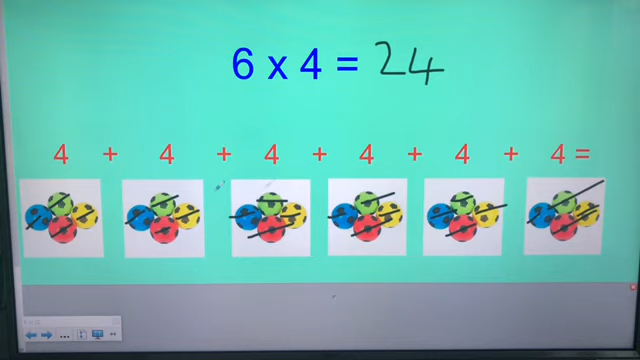 6 x 4 = 24
4 + 4 + 4 + 4 + 4 + 4 =